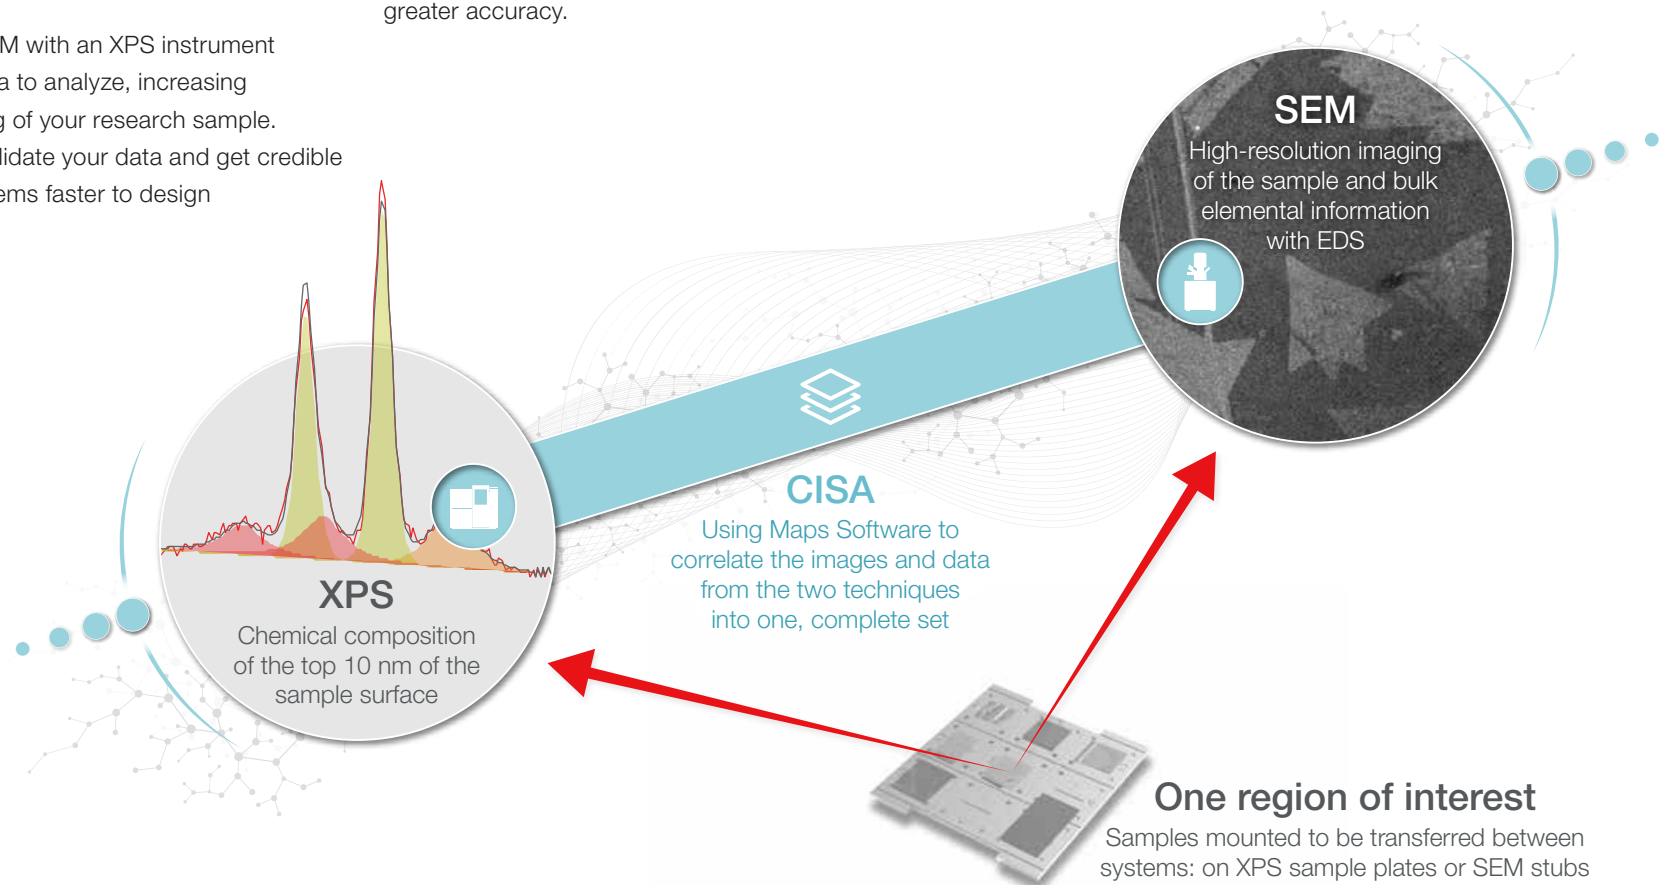 greater accuracy.
M with an XPS instrument
a to analyze, increasing
g of your research sample.
lidate your data and get credible
ems faster to design
SEM
High-resolution imaging
of the sample and bulk
elemental information
with EDS
CISA
Using Maps Software to
correlate the images and data
from the two techniques
into one, complete set
XPS
Chemical composition
of the top 10 nm of the
sample surface
One region of interest
Samples mounted to be transferred between
systems: on XPS sample plates or SEM stubs